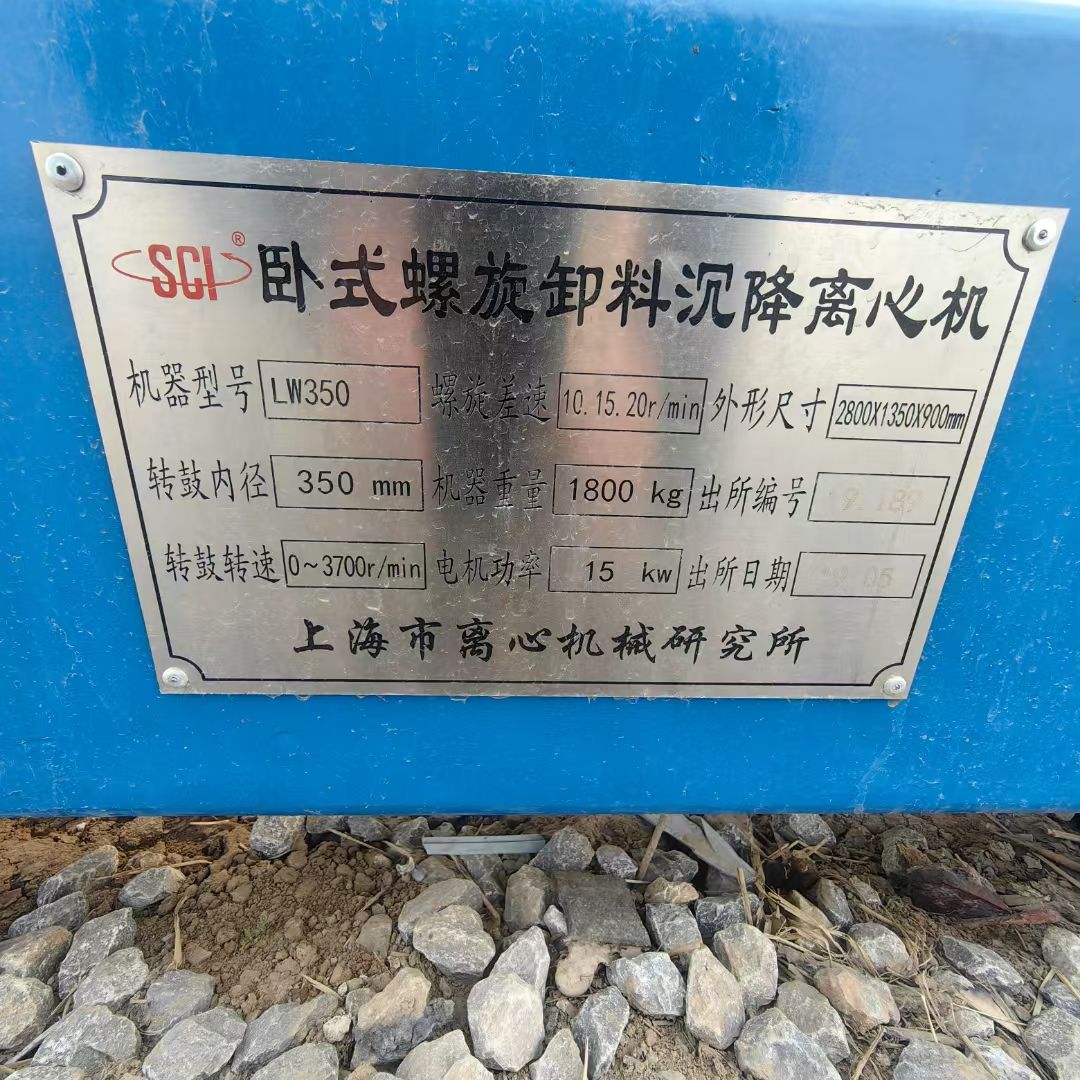 SCI® 卧式螺旋卸料沉降离心机
机器型号 LW350 螺旋差速 10.15.20r/min 外形尺寸 2800X1350X900mm
转鼓内径 350 mm 机器重量 1800 kg 出所编号
转鼓转速 0~3700r/min 电机功率 15 kw 出所日期
上海市离心机械研究所